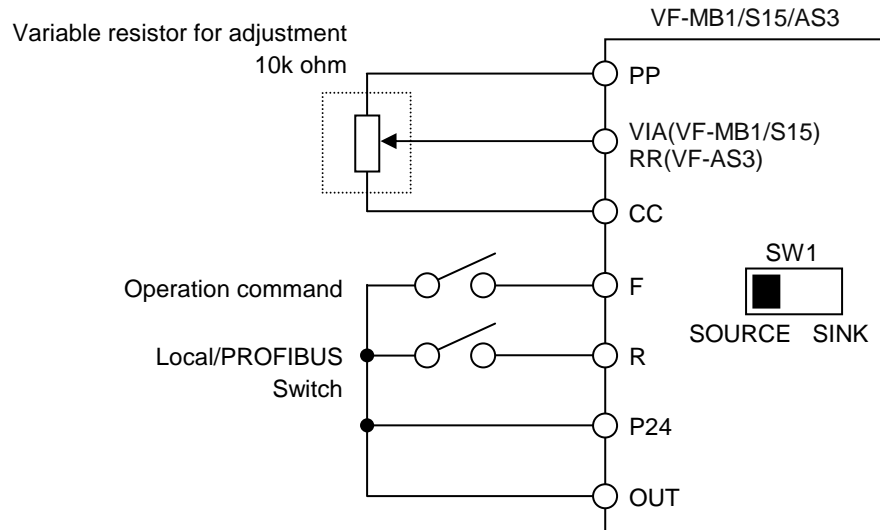 VF-MB1/S15/AS3
Variable resistor for adjustment
10k ohm
PP
VIA(VF-MB1/S15)
RR(VF-AS3)
CC
SW1
SOURCE SINK
Operation command
F
Local/PROFIBUS
Switch
R
P24
OUT